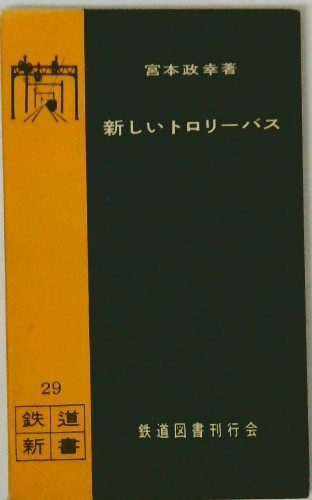 宮本政幸著
新しいトロリーバス
29
鉄道
新書
鉄道図書刊行会